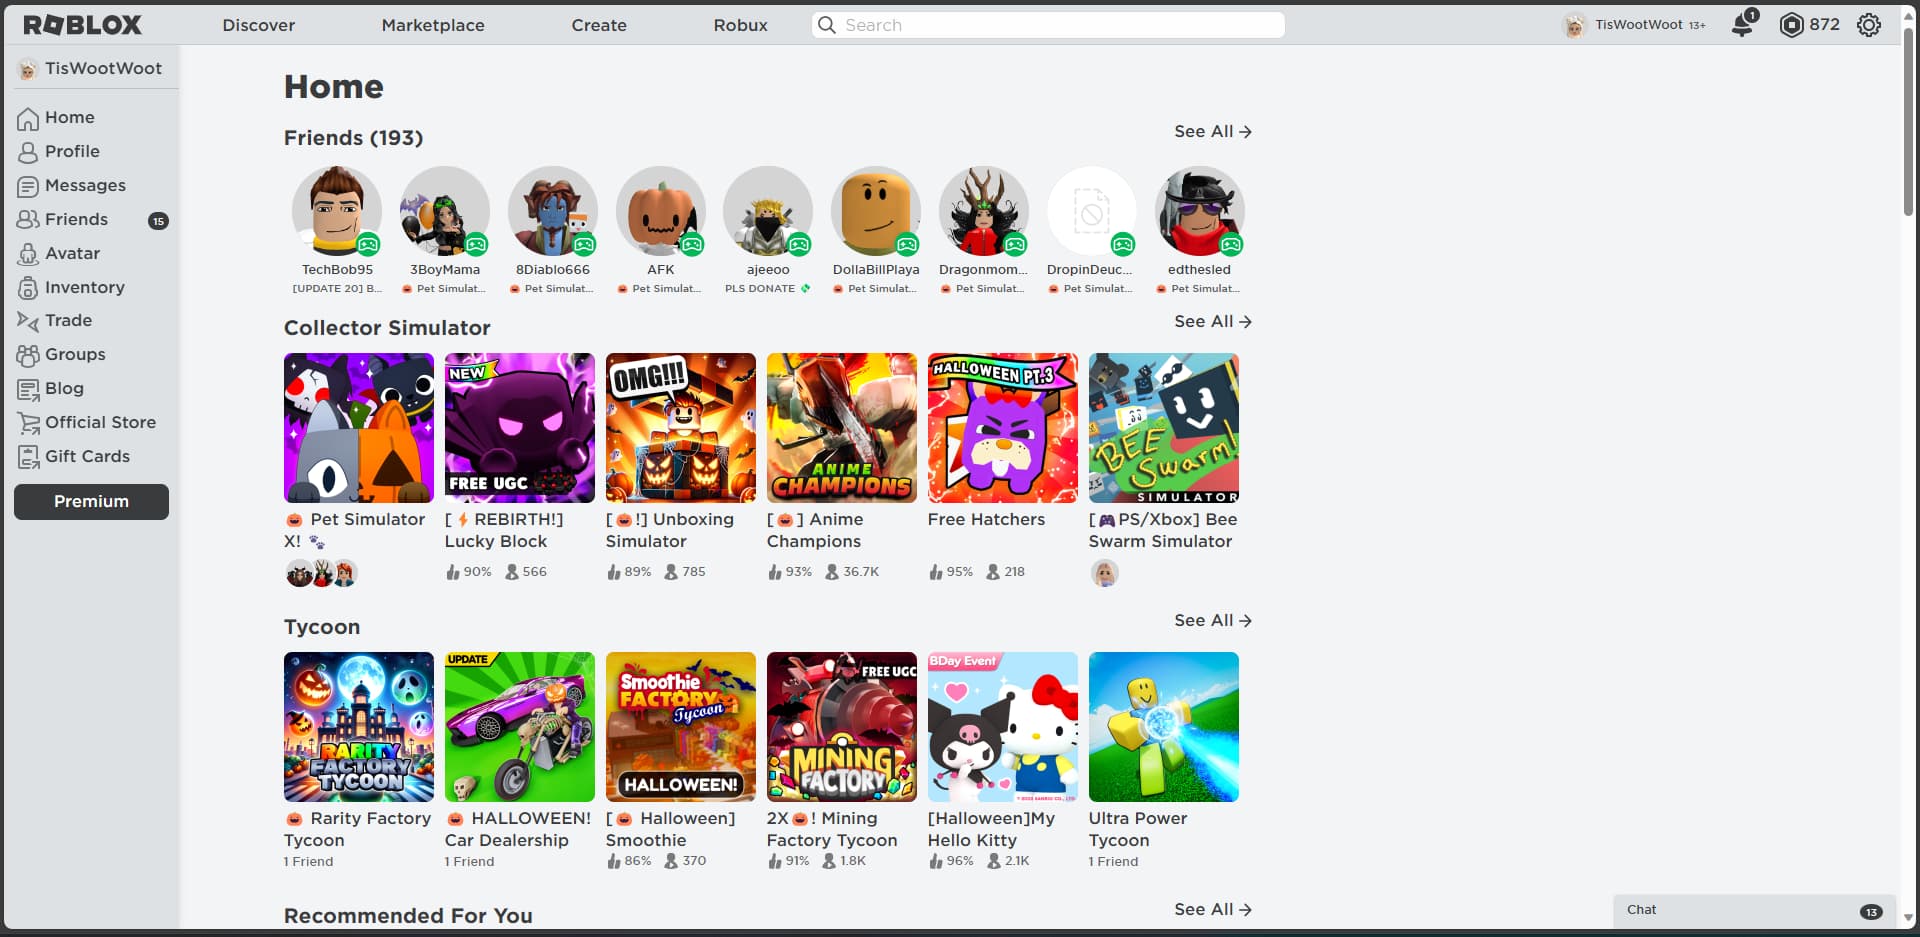 ROBLOX
Discover
Marketplace
Create
Robux
Search
TisWootWoot 13+
1
872
TisWootWoot
Home
Profile
Messages
Friends
15
Avatar
Inventory
Trade
Groups
Blog
Official Store
Gift Cards
Premium
Home
Friends (193)
See All
TechBob95
[UPDATE 20] B...
3BoyMama
Pet Simulat...
8Diablo666
Pet Simulat...
AFK
Pet Simulat...
ajeeoo
PLS DONATE
DollaBillPlaya
Pet Simulat...
Dragonmom...
Pet Simulat...
DropinDeuc...
Pet Simulat...
edthesled
Pet Simulat...
Collector Simulator
See All
🎃 Pet Simulator
X! 🐾
NEW
FREE UGC
[⚡REBIRTH!]
Lucky Block
90%
566
OMG!!!
[🎃!] Unboxing
Simulator
89%
785
ANIME
CHAMPIONS
[🎃] Anime
Champions
93%
36.7K
HALLOWEEN PT.3
Free Hatchers
95%
218
BEE
Swarm!
SIMULATOR
[🎮PS/Xbox] Bee
Swarm Simulator
Tycoon
See All
RARITY
FACTORY
TYCOON
🎃 Rarity Factory
Tycoon
1 Friend
UPDATE
🎃 HALLOWEEN!
Car Dealership
1 Friend
Smoothie
FACTORY
Tycoon
HALLOWEEN!
[🎃 Halloween]
Smoothie
86%
370
FREE UGC
MINING
FACTORY
2X🎃! Mining
Factory Tycoon
91%
1.8K
BDay Event
[Halloween]My
Hello Kitty
96%
2.1K
Ultra Power
Tycoon
1 Friend
Recommended For You
See All
Chat
13